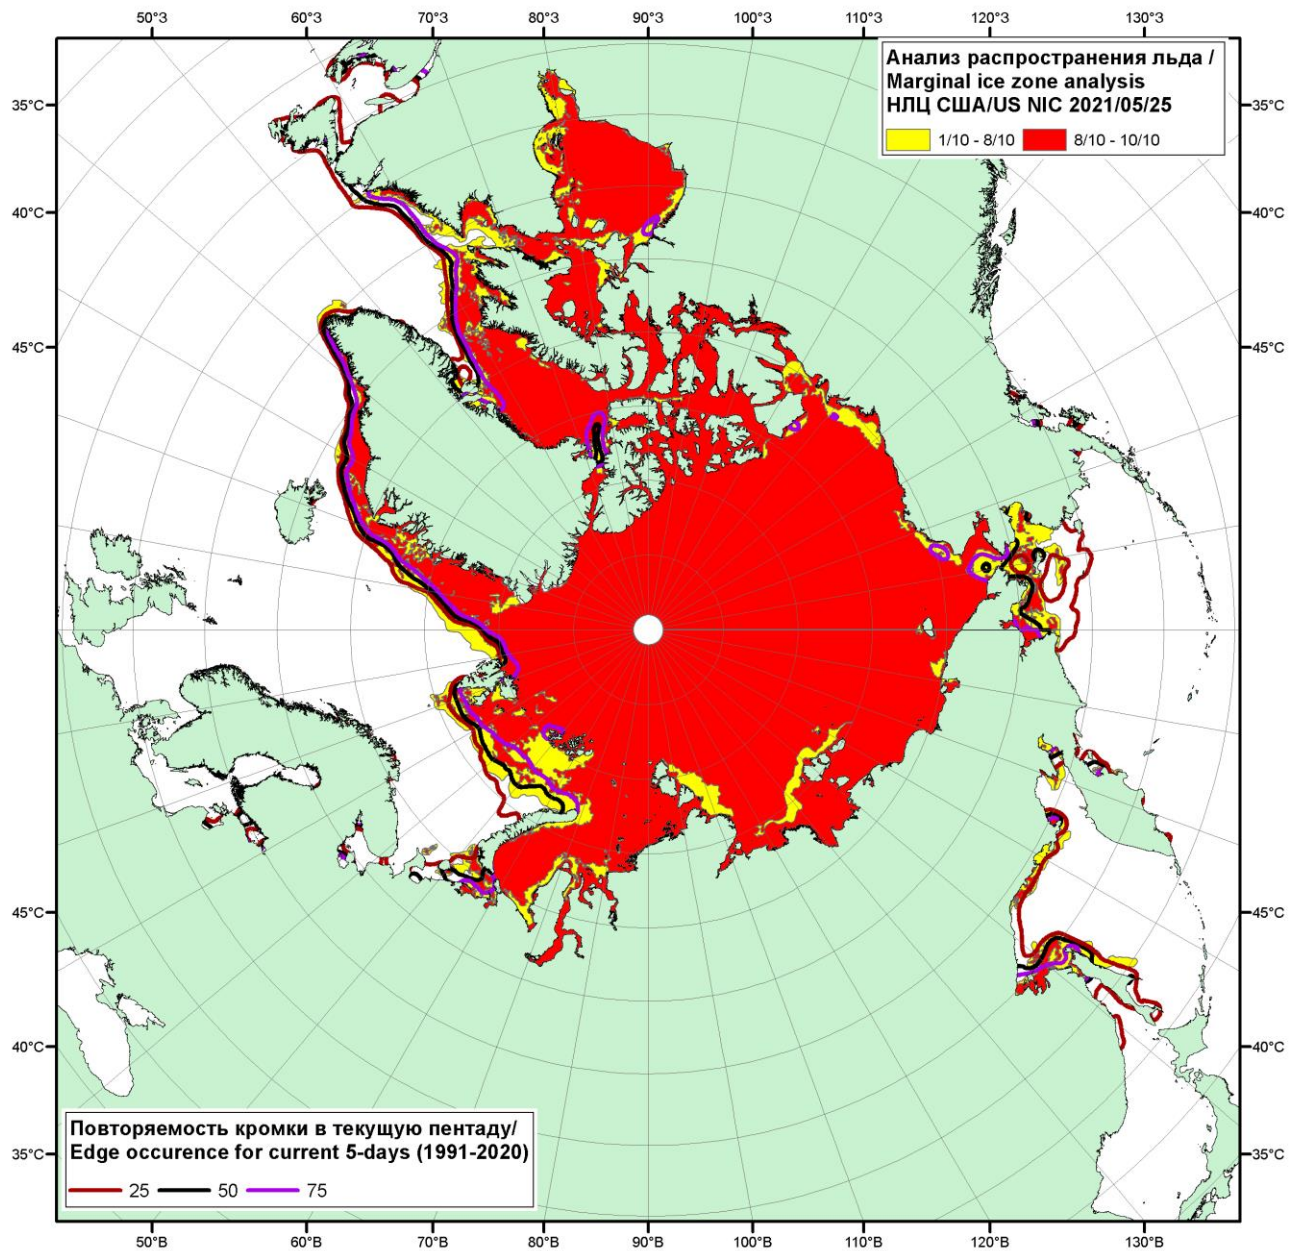 50°З 60°З 70°З 80°З 90°З 100°З 110°З 120°З 130°З
Анализ распространения льда /
Marginal ice zone analysis
НЛЦ США/US NIC 2021/05/25
1/10 - 8/10 8/10 - 10/10
35°С 35°С
40°С 40°С
45°С 45°С
45°С 45°С
40°С 40°С
Повторяемость кромки в текущую пентаду/
Edge occurence for current 5-days (1991-2020)
25 50 75
35°С 35°С
50°В 60°В 70°В 80°В 90°В 100°В 110°В 120°В 130°В